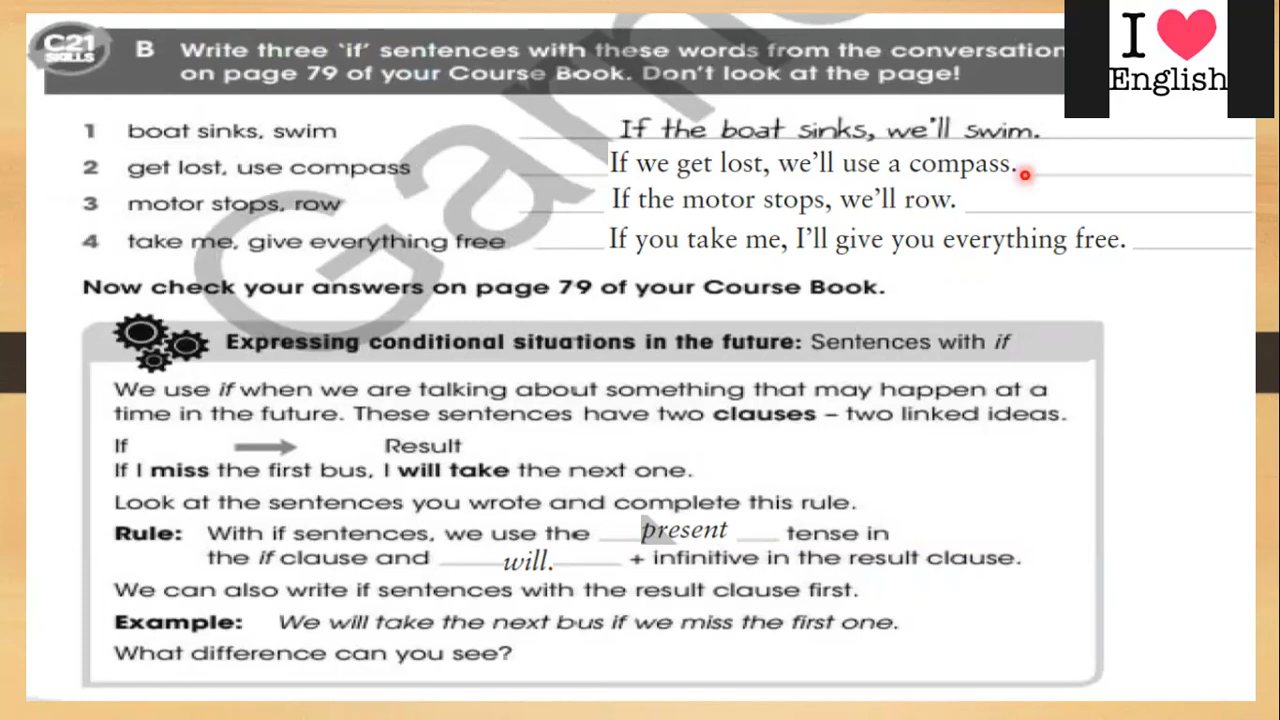 C21
SKILLS
B Write three ‘if’ sentences with these words from the conversation
on page 79 of your Course Book. Don’t look at the page!
I ❤
English
1 boat sinks, swim If the boat sinks, we’ll swim.
2 get lost, use compass If we get lost, we’ll use a compass.
3 motor stops, row If the motor stops, we’ll row.
4 take me, give everything free If you take me, I’ll give you everything free.
Now check your answers on page 79 of your Course Book.
Expressing conditional situations in the future: Sentences with if
We use if when we are talking about something that may happen at a
time in the future. These sentences have two clauses – two linked ideas.
If → Result
If I miss the first bus, I will take the next one.
Look at the sentences you wrote and complete this rule.
Rule: With if sentences, we use the present tense in
the if clause and will. + infinitive in the result clause.
We can also write if sentences with the result clause first.
Example: We will take the next bus if we miss the first one.
What difference can you see?